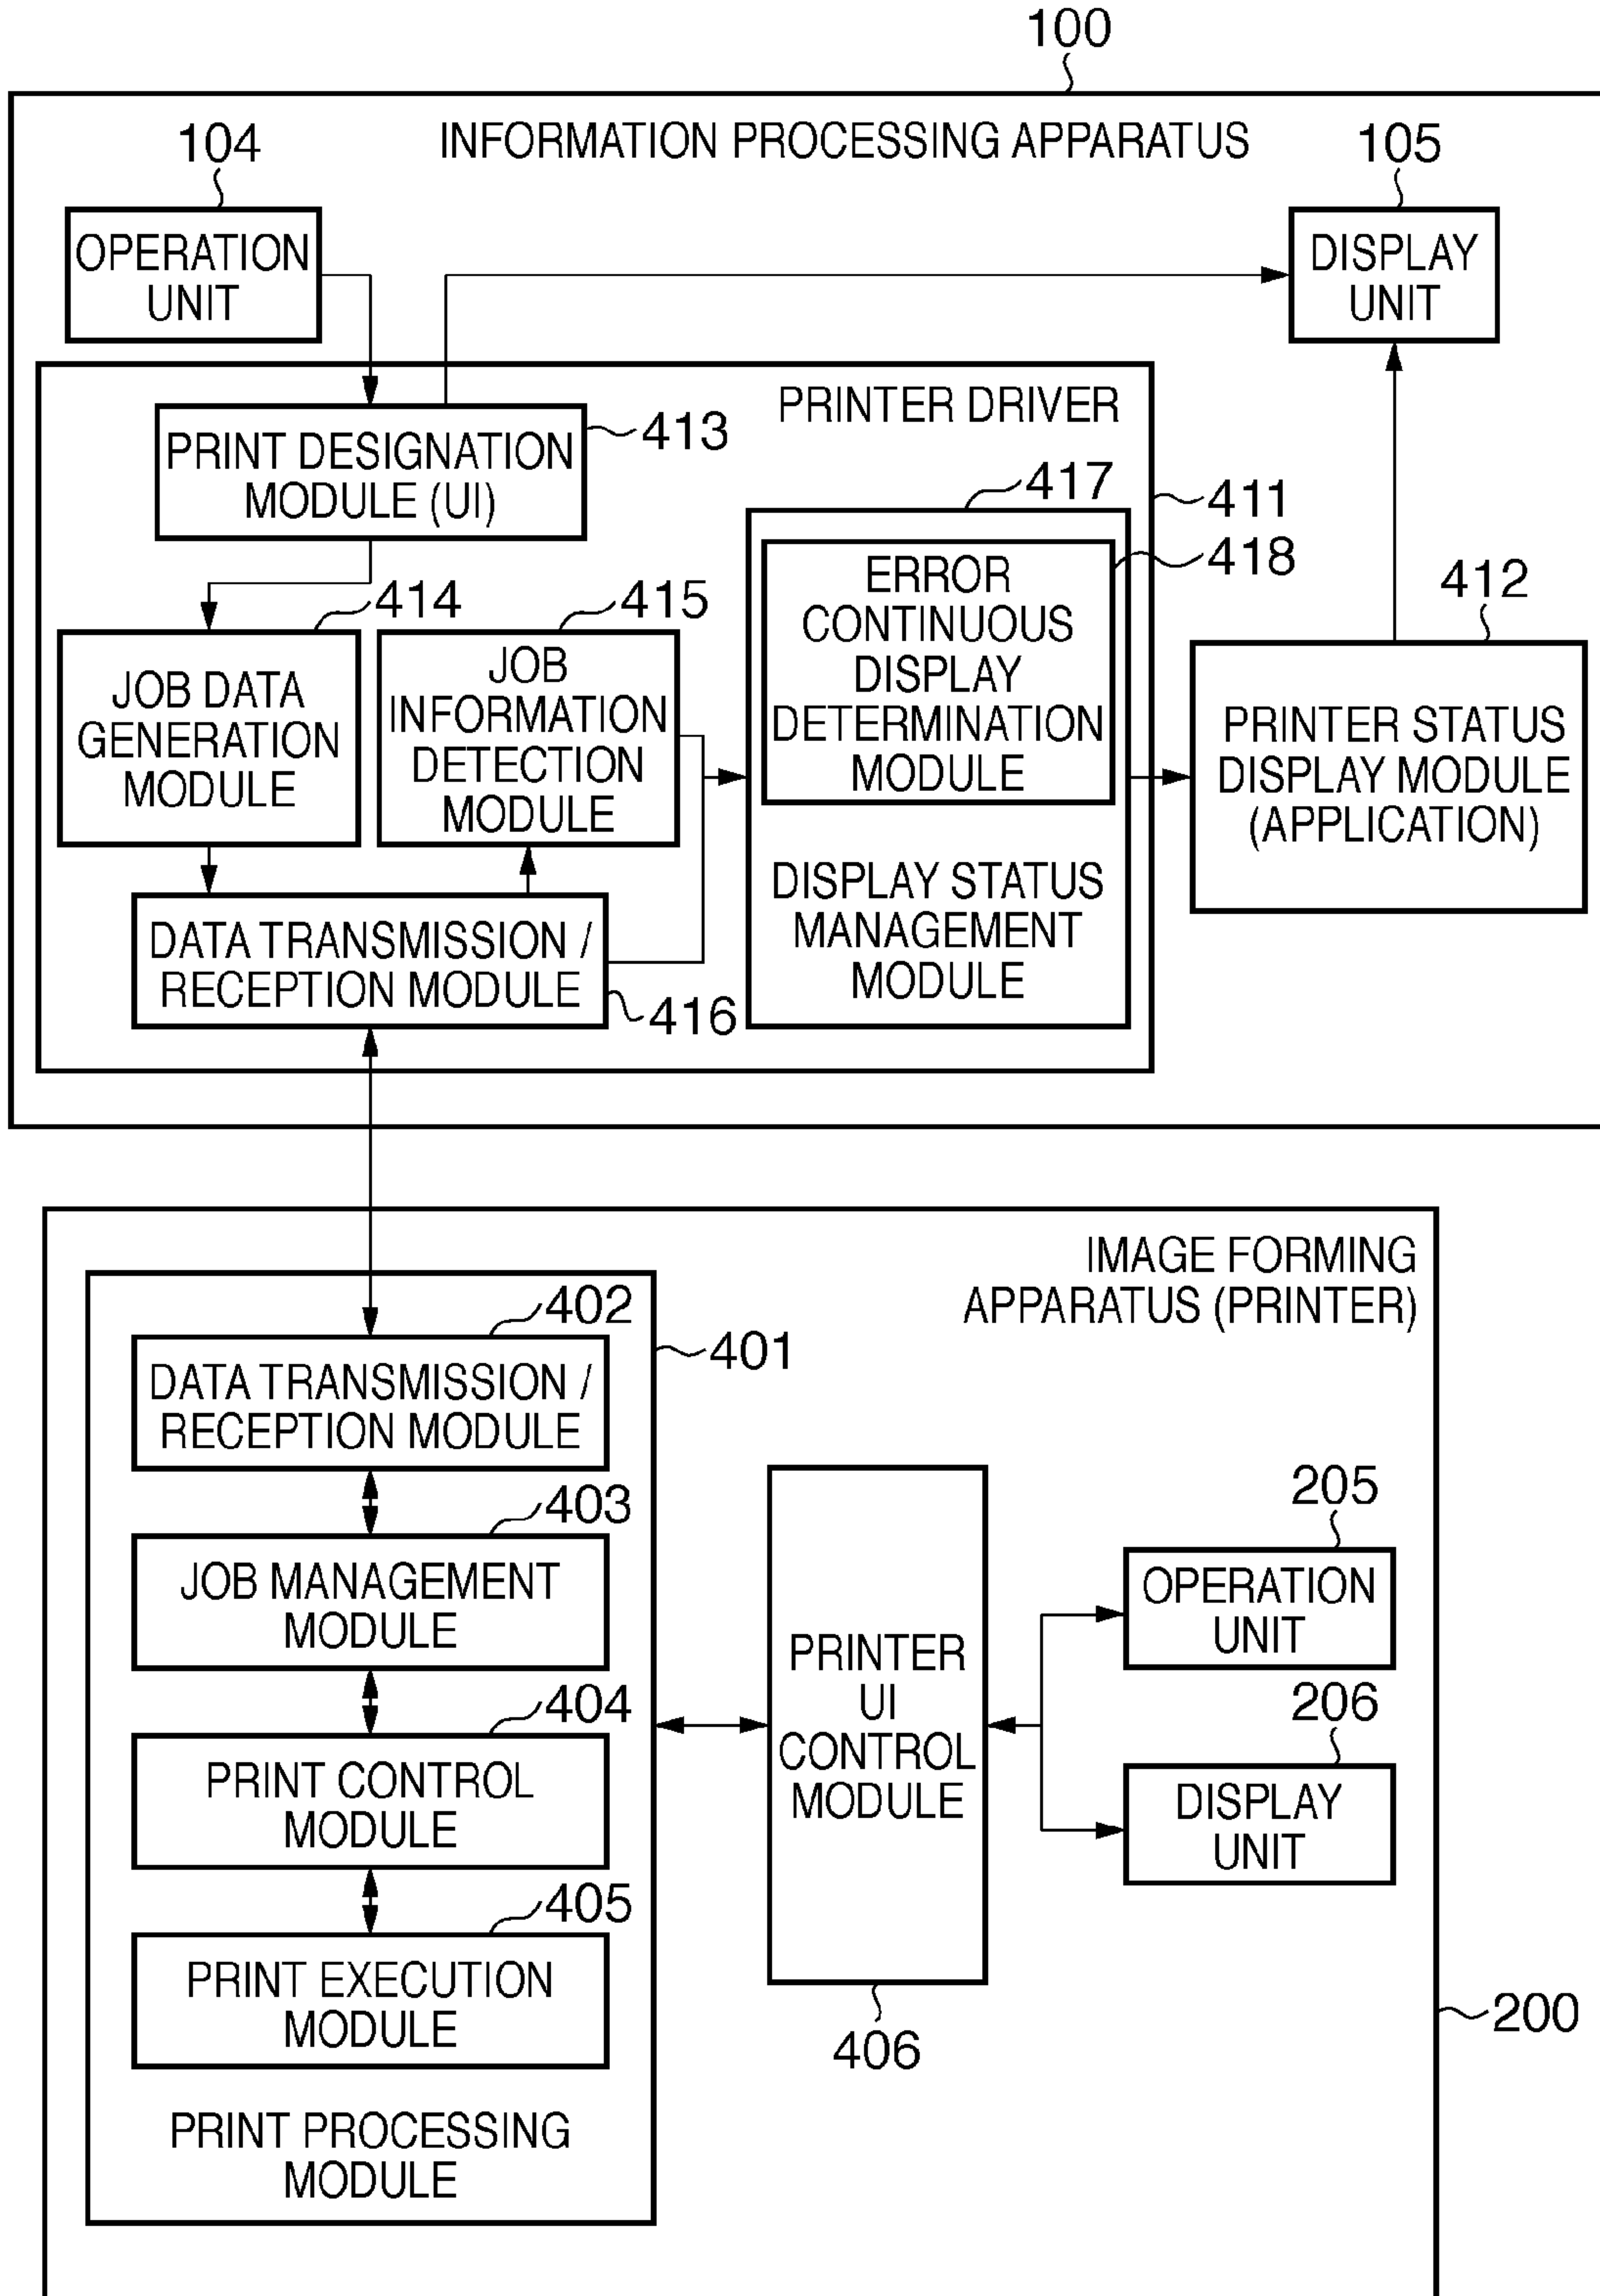 100
INFORMATION PROCESSING APPARATUS
104
105
OPERATION
UNIT
DISPLAY
UNIT
PRINTER DRIVER
413
PRINT DESIGNATION
MODULE (UI)
417
411
418
ERROR
CONTINUOUS
DISPLAY
DETERMINATION
MODULE
412
414
415
JOB DATA
GENERATION
MODULE
JOB
INFORMATION
DETECTION
MODULE
PRINTER STATUS
DISPLAY MODULE
(APPLICATION)
DISPLAY STATUS
MANAGEMENT
MODULE
DATA TRANSMISSION /
RECEPTION MODULE
416
IMAGE FORMING
APPARATUS (PRINTER)
402
401
DATA TRANSMISSION /
RECEPTION MODULE
403
JOB MANAGEMENT
MODULE
404
PRINT CONTROL
MODULE
405
PRINT EXECUTION
MODULE
PRINT PROCESSING
MODULE
PRINTER
UI
CONTROL
MODULE
406
205
OPERATION
UNIT
206
DISPLAY
UNIT
200